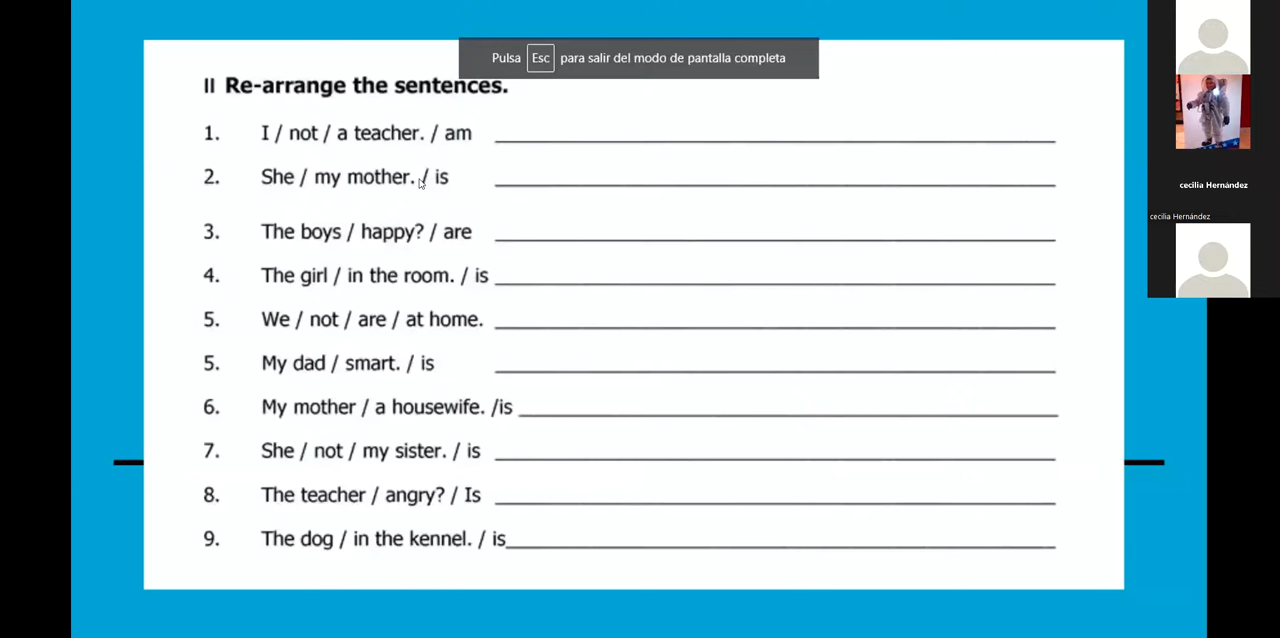 Pulsa Esc para salir del modo de pantalla completa
II Re-arrange the sentences.
1. I / not / a teacher. / am
2. She / my mother. / is
3. The boys / happy? / are
4. The girl / in the room. / is
5. We / not / are / at home.
5. My dad / smart. / is
6. My mother / a housewife. /is
7. She / not / my sister. / is
8. The teacher / angry? / Is
9. The dog / in the kennel. / is
cecilia Hernández
cecilia Hernández